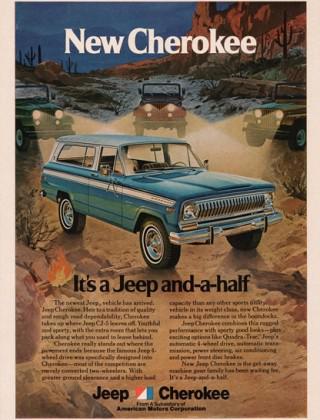 New Cherokee
It's a Jeep and-a-half
The newest Jeep, vehicle has arrived.
Jeep Cherokee. Heir to a tradition of quality
and rough road dependability, Cherokee
takes up where Jeep CJ-5 leaves off. Youthful
and sporty, with the extra room that lets you
pack along what you used to leave behind.
Cherokee really stands out where the
pavement ends because the famous Jeep 4-
wheel drive was specifically designed into
Cherokee—most of the competition are
merely converted two-wheelers. With
greater ground clearance and a higher load
capacity than any other sports utility
vehicle in its weight class, new Cherokee
makes a big difference in the boondocks.
Jeep Cherokee combines this rugged
performance with sporty good looks—plus
exciting options like Quadra-Trac, Jeep's
automatic 4-wheel drive, automatic trans-
mission, power steering, air conditioning
and power front disc brakes.
New Jeep Cherokee is the get-away
machine your family has been waiting for.
It's a Jeep-and-a-half.
Jeep Cherokee
From A Subsidiary of
American Motors Corporation